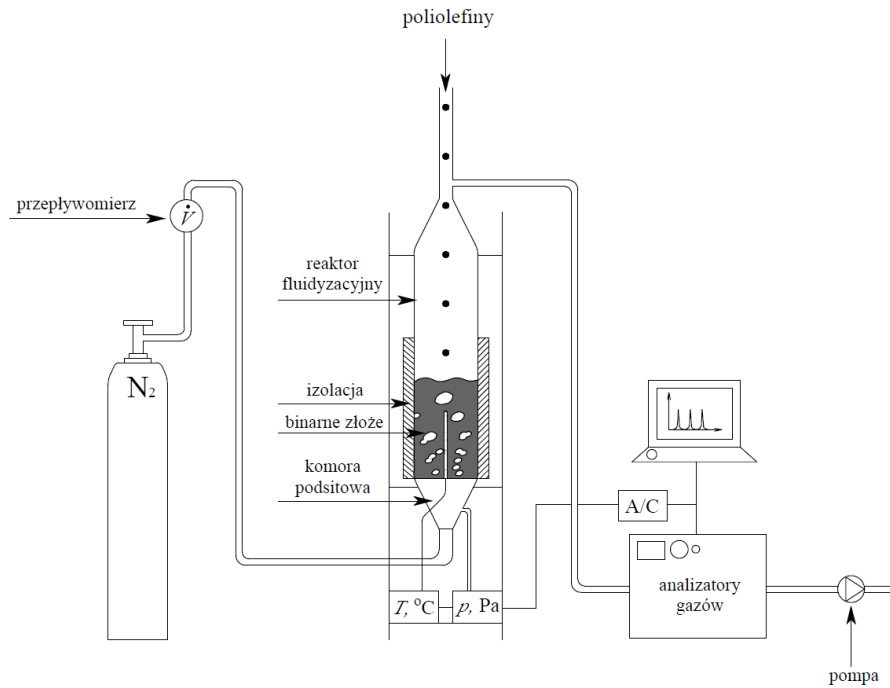 poliolefiny
przepływomierz
V̇
reaktor
fluidyzacyjny
N₂
izolacja
binarne złoże
komora
podsitowa
A/C
T, °C
p, Pa
analizatory
gazów
pompa